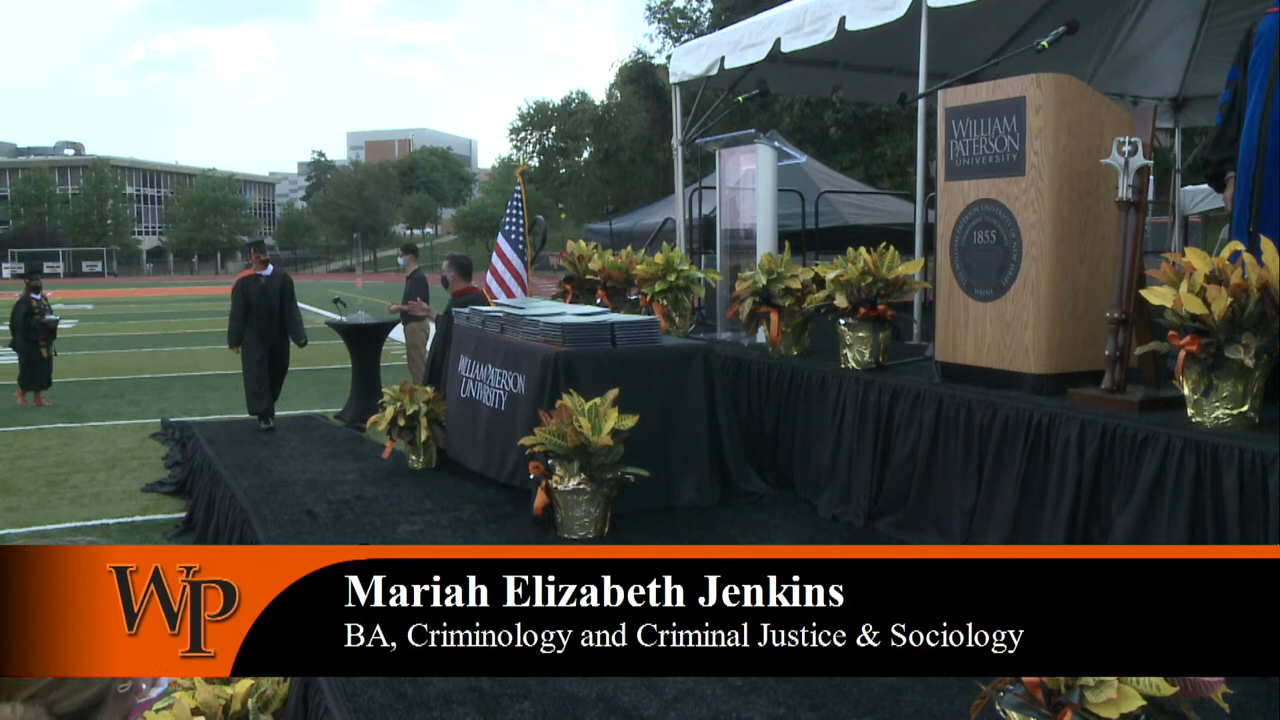 WILLIAM
PATERSON
UNIVERSITY
1855
WILLIAM PATERSON
UNIVERSITY
WP
Mariah Elizabeth Jenkins
BA, Criminology and Criminal Justice & Sociology